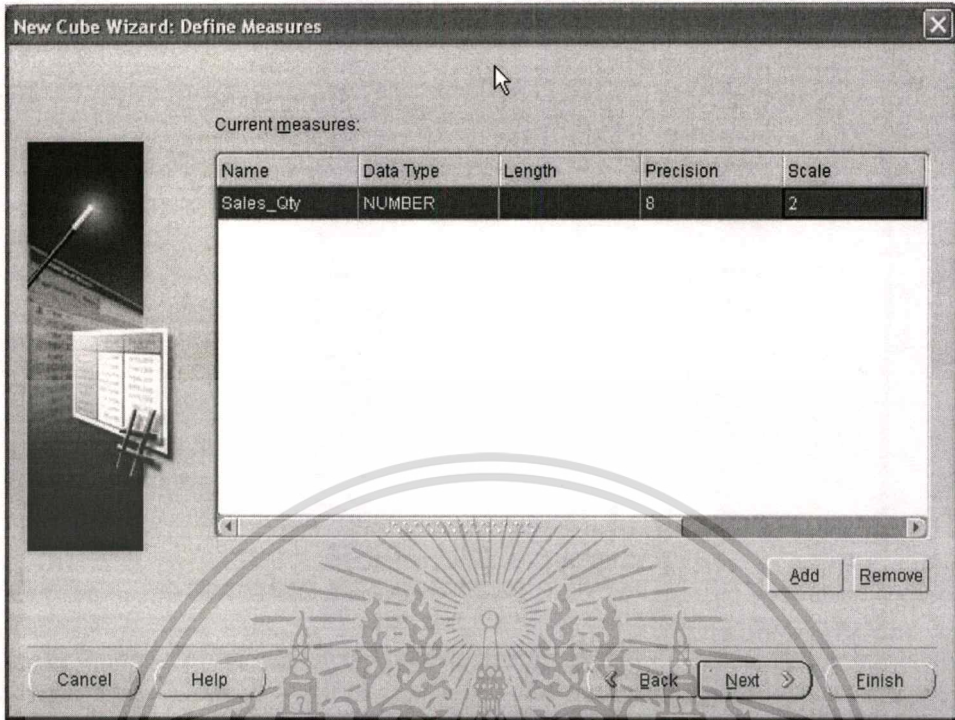 New Cube Wizard: Define Measures
Current measures:
Name Data Type Length Precision Scale
Sales_Qty NUMBER 8 2
Add Remove
Cancel Help Back Next Finish